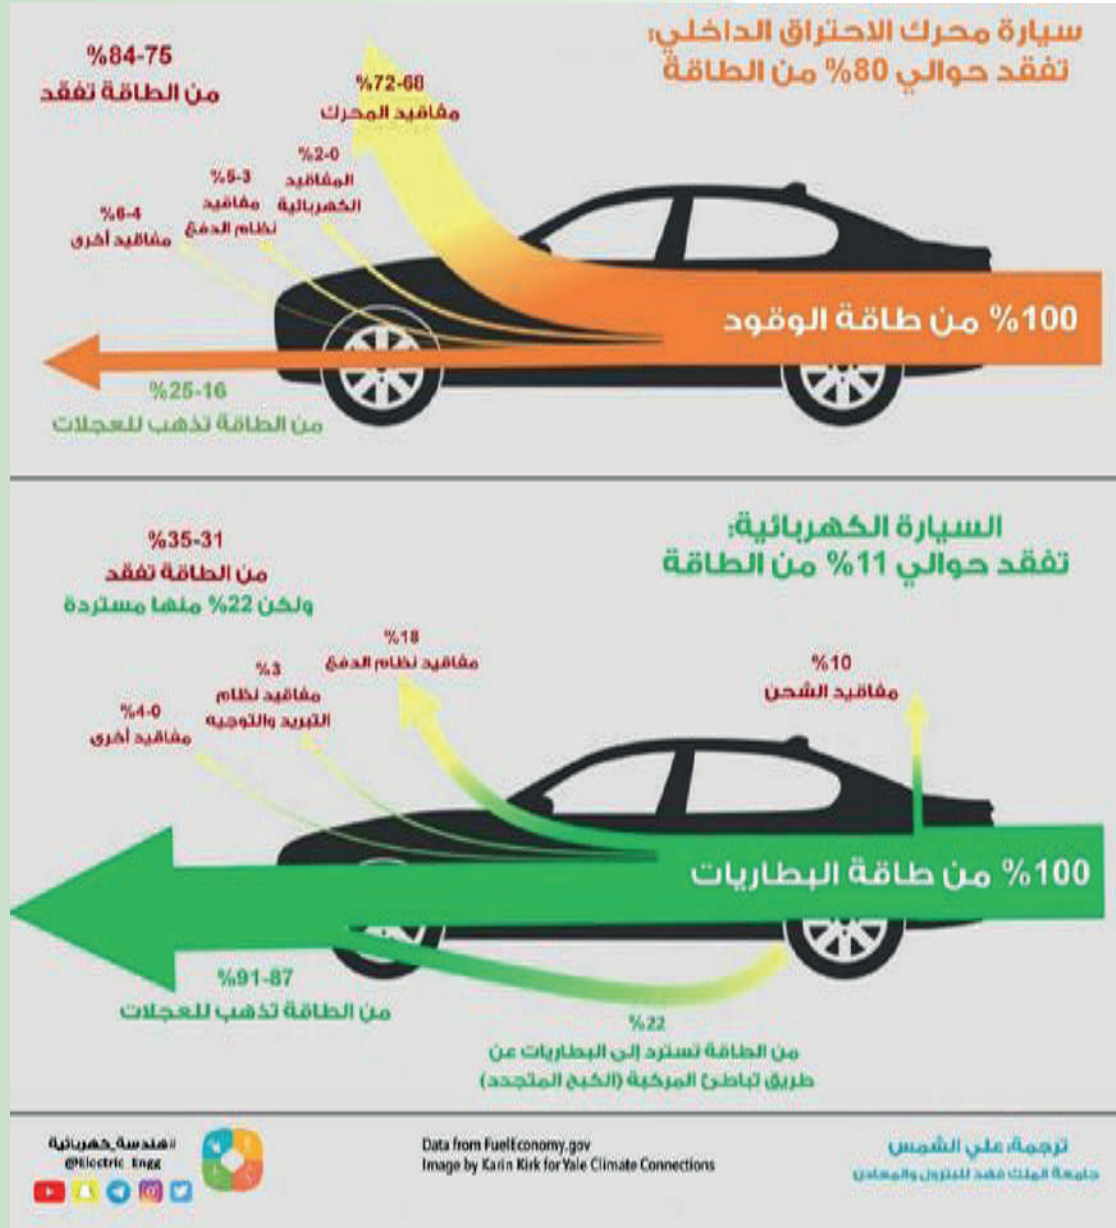 سيارة محرك الاحتراق الداخلي:
تفقد حوالي 80% من الطاقة
%84-75
من الطاقة تفقد
%72-68
مفاقيد المحرك
%2-0
المفاقيد
الكهربائية
%5-3
مفاقيد
نظام الدفع
%6-4
مفاقيد أخرى
%100 من طاقة الوقود
%25-16
من الطاقة تذهب للعجلات
السيارة الكهربائية:
تفقد حوالي 11% من الطاقة
%35-31
من الطاقة تفقد
ولكن 22% منها مستردة
%10
مفاقيد الشحن
%18
مفاقيد نظام الدفع
%3
مفاقيد نظام
التبريد والتوجيه
%4-0
مفاقيد أخرى
%100 من طاقة البطاريات
%91-87
من الطاقة تذهب للعجلات
%22
من الطاقة تسترد إلى البطاريات عن
طريق تباطئ المركبة (الكبح المتجدد)
ترجمة: علي الشمس
جامعة الملك فهد للبترول والمعادن
Data from FuelEconomy.gov
Image by Karin Kirk for Yale Climate Connections
#هندسة_كهربائية
@Electric_Engg